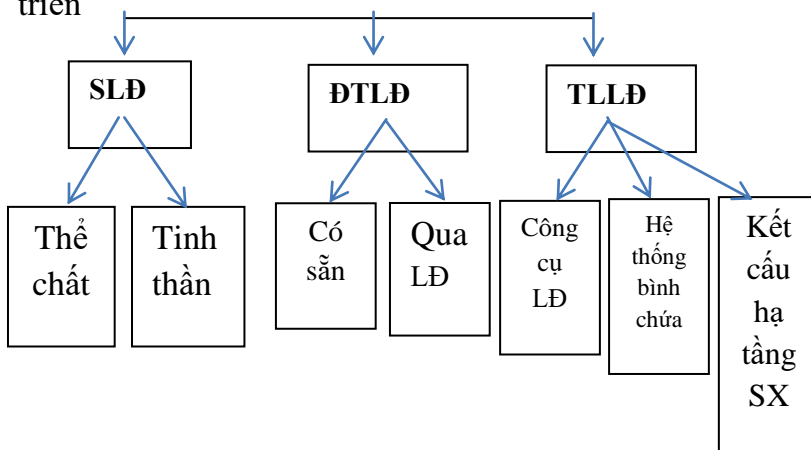 triển
SLĐ
ĐTLĐ
TLLĐ
Thể
chất
Tinh
thần
Có
sẵn
Qua
LĐ
Công
cụ
LĐ
Hệ
thống
bình
chứa
Kết
cấu
hạ
tầng
SX